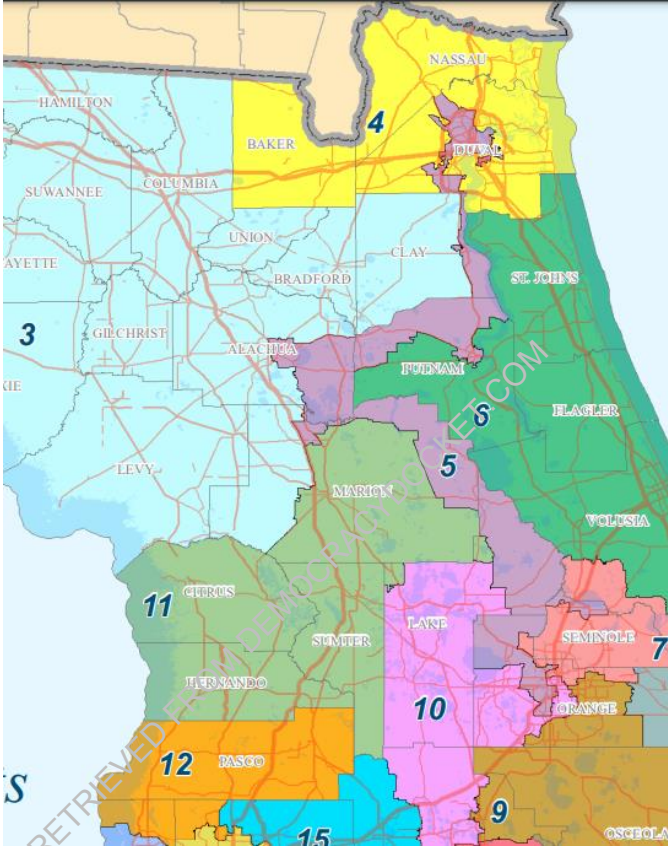 NASSAU
HAMILTON
4
BAKER
DUVAL
COLUMBIA
SUWANNEE
UNION
CLAY
AYETTE
BRADFORD
ST. JOHNS
3
GILCHRIST
ALACHUA
PUTNAM
KIE
6
FLAGLER
LEVY
5
MARION
VOLUSIA
11
CITRUS
LAKE
SEMINOLE
7
SUMTER
HERNANDO
10
ORANGE
12
PASCO
S
9
15
OSCEOLA
RETRIEVED FROM DEMOCRACYDOCKET.COM